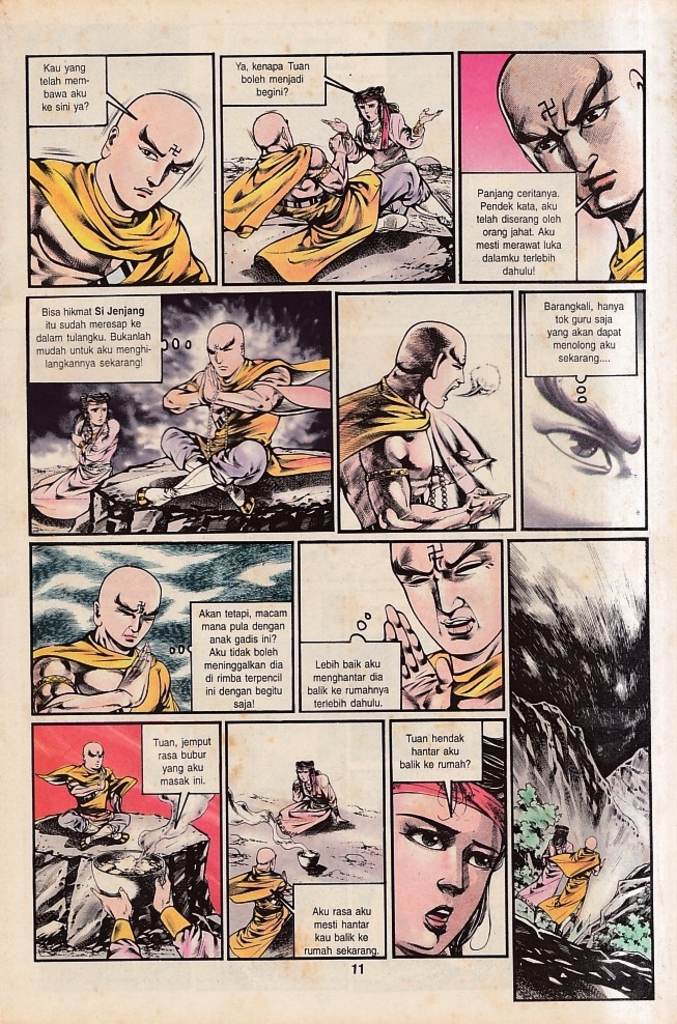 Kau yang
telah mem-
bawa aku
ke sini ya?
Ya, kenapa Tuan
boleh menjadi
begini?
Panjang ceritanya.
Pendek kata, aku
telah diserang oleh
orang jahat. Aku
mesti merawat luka
dalamku terlebih
dahulu!
Bisa hikmat Si Jenjang
itu sudah meresap ke
dalam tulangku. Bukanlah
mudah untuk aku menghi-
langkannya sekarang!
Barangkali, hanya
tok guru saja
yang akan dapat
menolong aku
sekarang....
Akan tetapi, macam
mana pula dengan
anak gadis ini?
Aku tidak boleh
meninggalkan dia
di rimba terpencil
ini dengan begitu
saja!
Lebih baik aku
menghantar dia
balik ke rumahnya
terlebih dahulu.
Tuan, jemput
rasa bubur
yang aku
masak ini.
Aku rasa aku
mesti hantar
kau balik ke
rumah sekarang.
Tuan hendak
hantar aku
balik ke rumah?
11